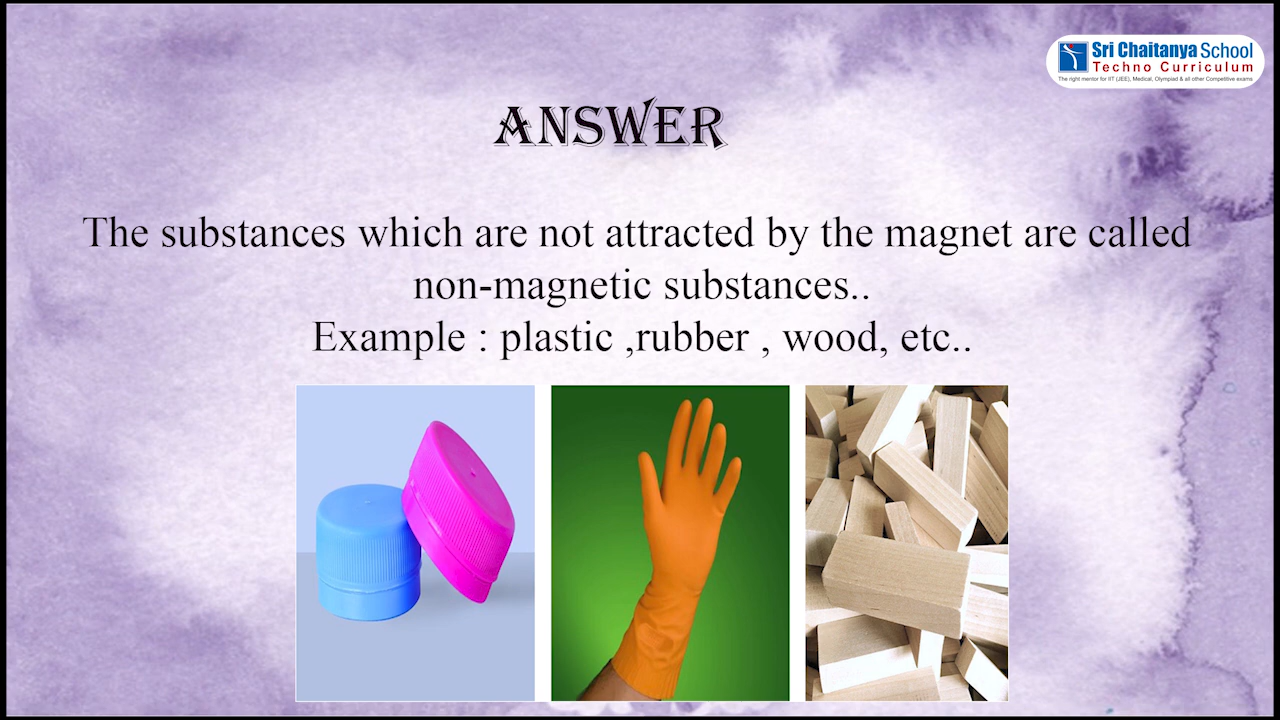 Sri Chaitanya School
Techno Curriculum
The right mentor for IIT (JEE), Medical, Olympiad & all other Competitive exams
ANSWER
The substances which are not attracted by the magnet are called
non-magnetic substances..
Example : plastic ,rubber , wood, etc..